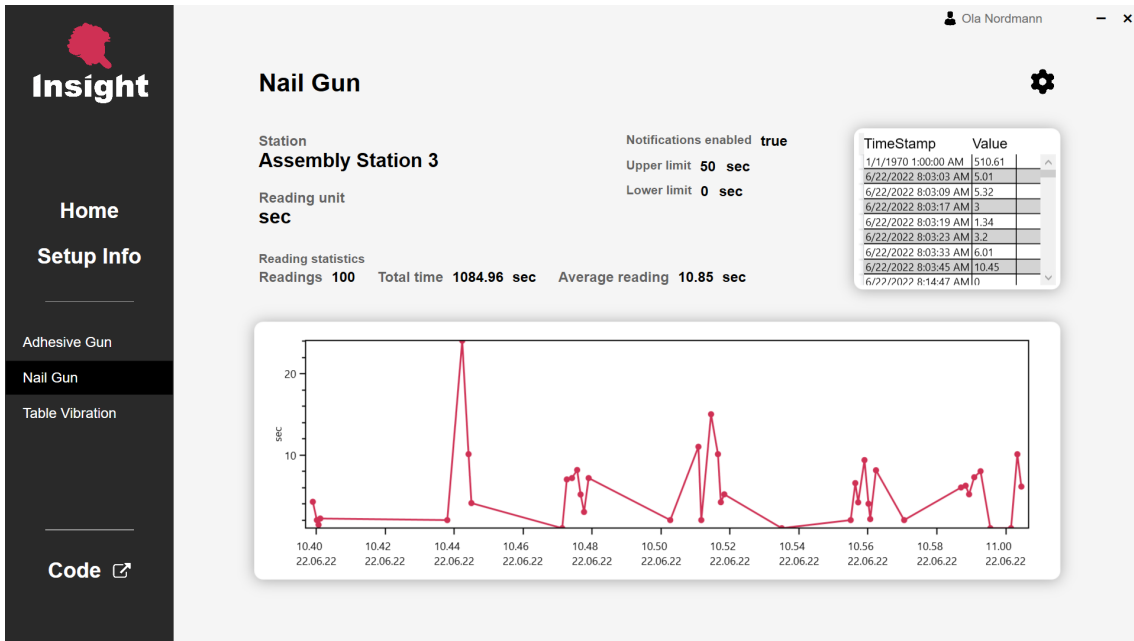 Ola Nordmann
Insight
Home
Setup Info
Adhesive Gun
Nail Gun
Table Vibration
Code
Nail Gun
Station
Assembly Station 3
Reading unit
sec
Reading statistics
Readings 100 Total time 1084.96 sec Average reading 10.85 sec
Notifications enabled true
Upper limit 50 sec
Lower limit 0 sec
TimeStamp Value
1/1/1970 1:00:00 AM 510.61
6/22/2022 8:03:03 AM 5.01
6/22/2022 8:03:09 AM 5.32
6/22/2022 8:03:17 AM 3
6/22/2022 8:03:19 AM 1.34
6/22/2022 8:03:23 AM 3.2
6/22/2022 8:03:33 AM 6.01
6/22/2022 8:03:45 AM 10.45
6/22/2022 8:14:47 AM 0
20
10
sec
10.40 10.42 10.44 10.46 10.48 10.50 10.52 10.54 10.56 10.58 11.00
22.06.22 22.06.22 22.06.22 22.06.22 22.06.22 22.06.22 22.06.22 22.06.22 22.06.22 22.06.22 22.06.22